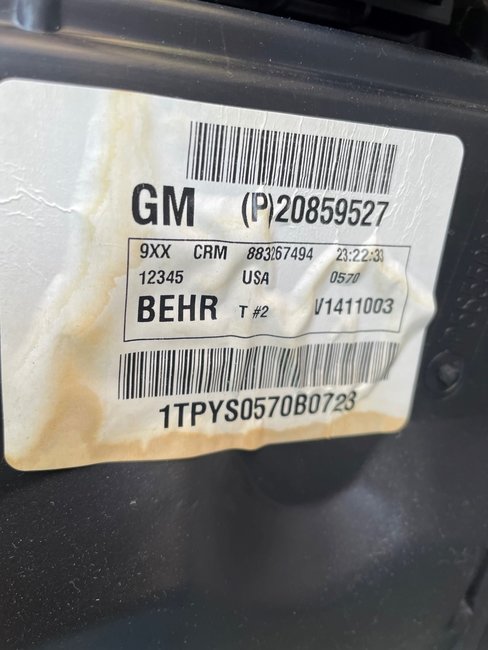 GM (P)20859527
9XX CRM 883267494 23:22:33
12345 USA 0570
BEHR T #2 V1411003
1TPYS0570B0723